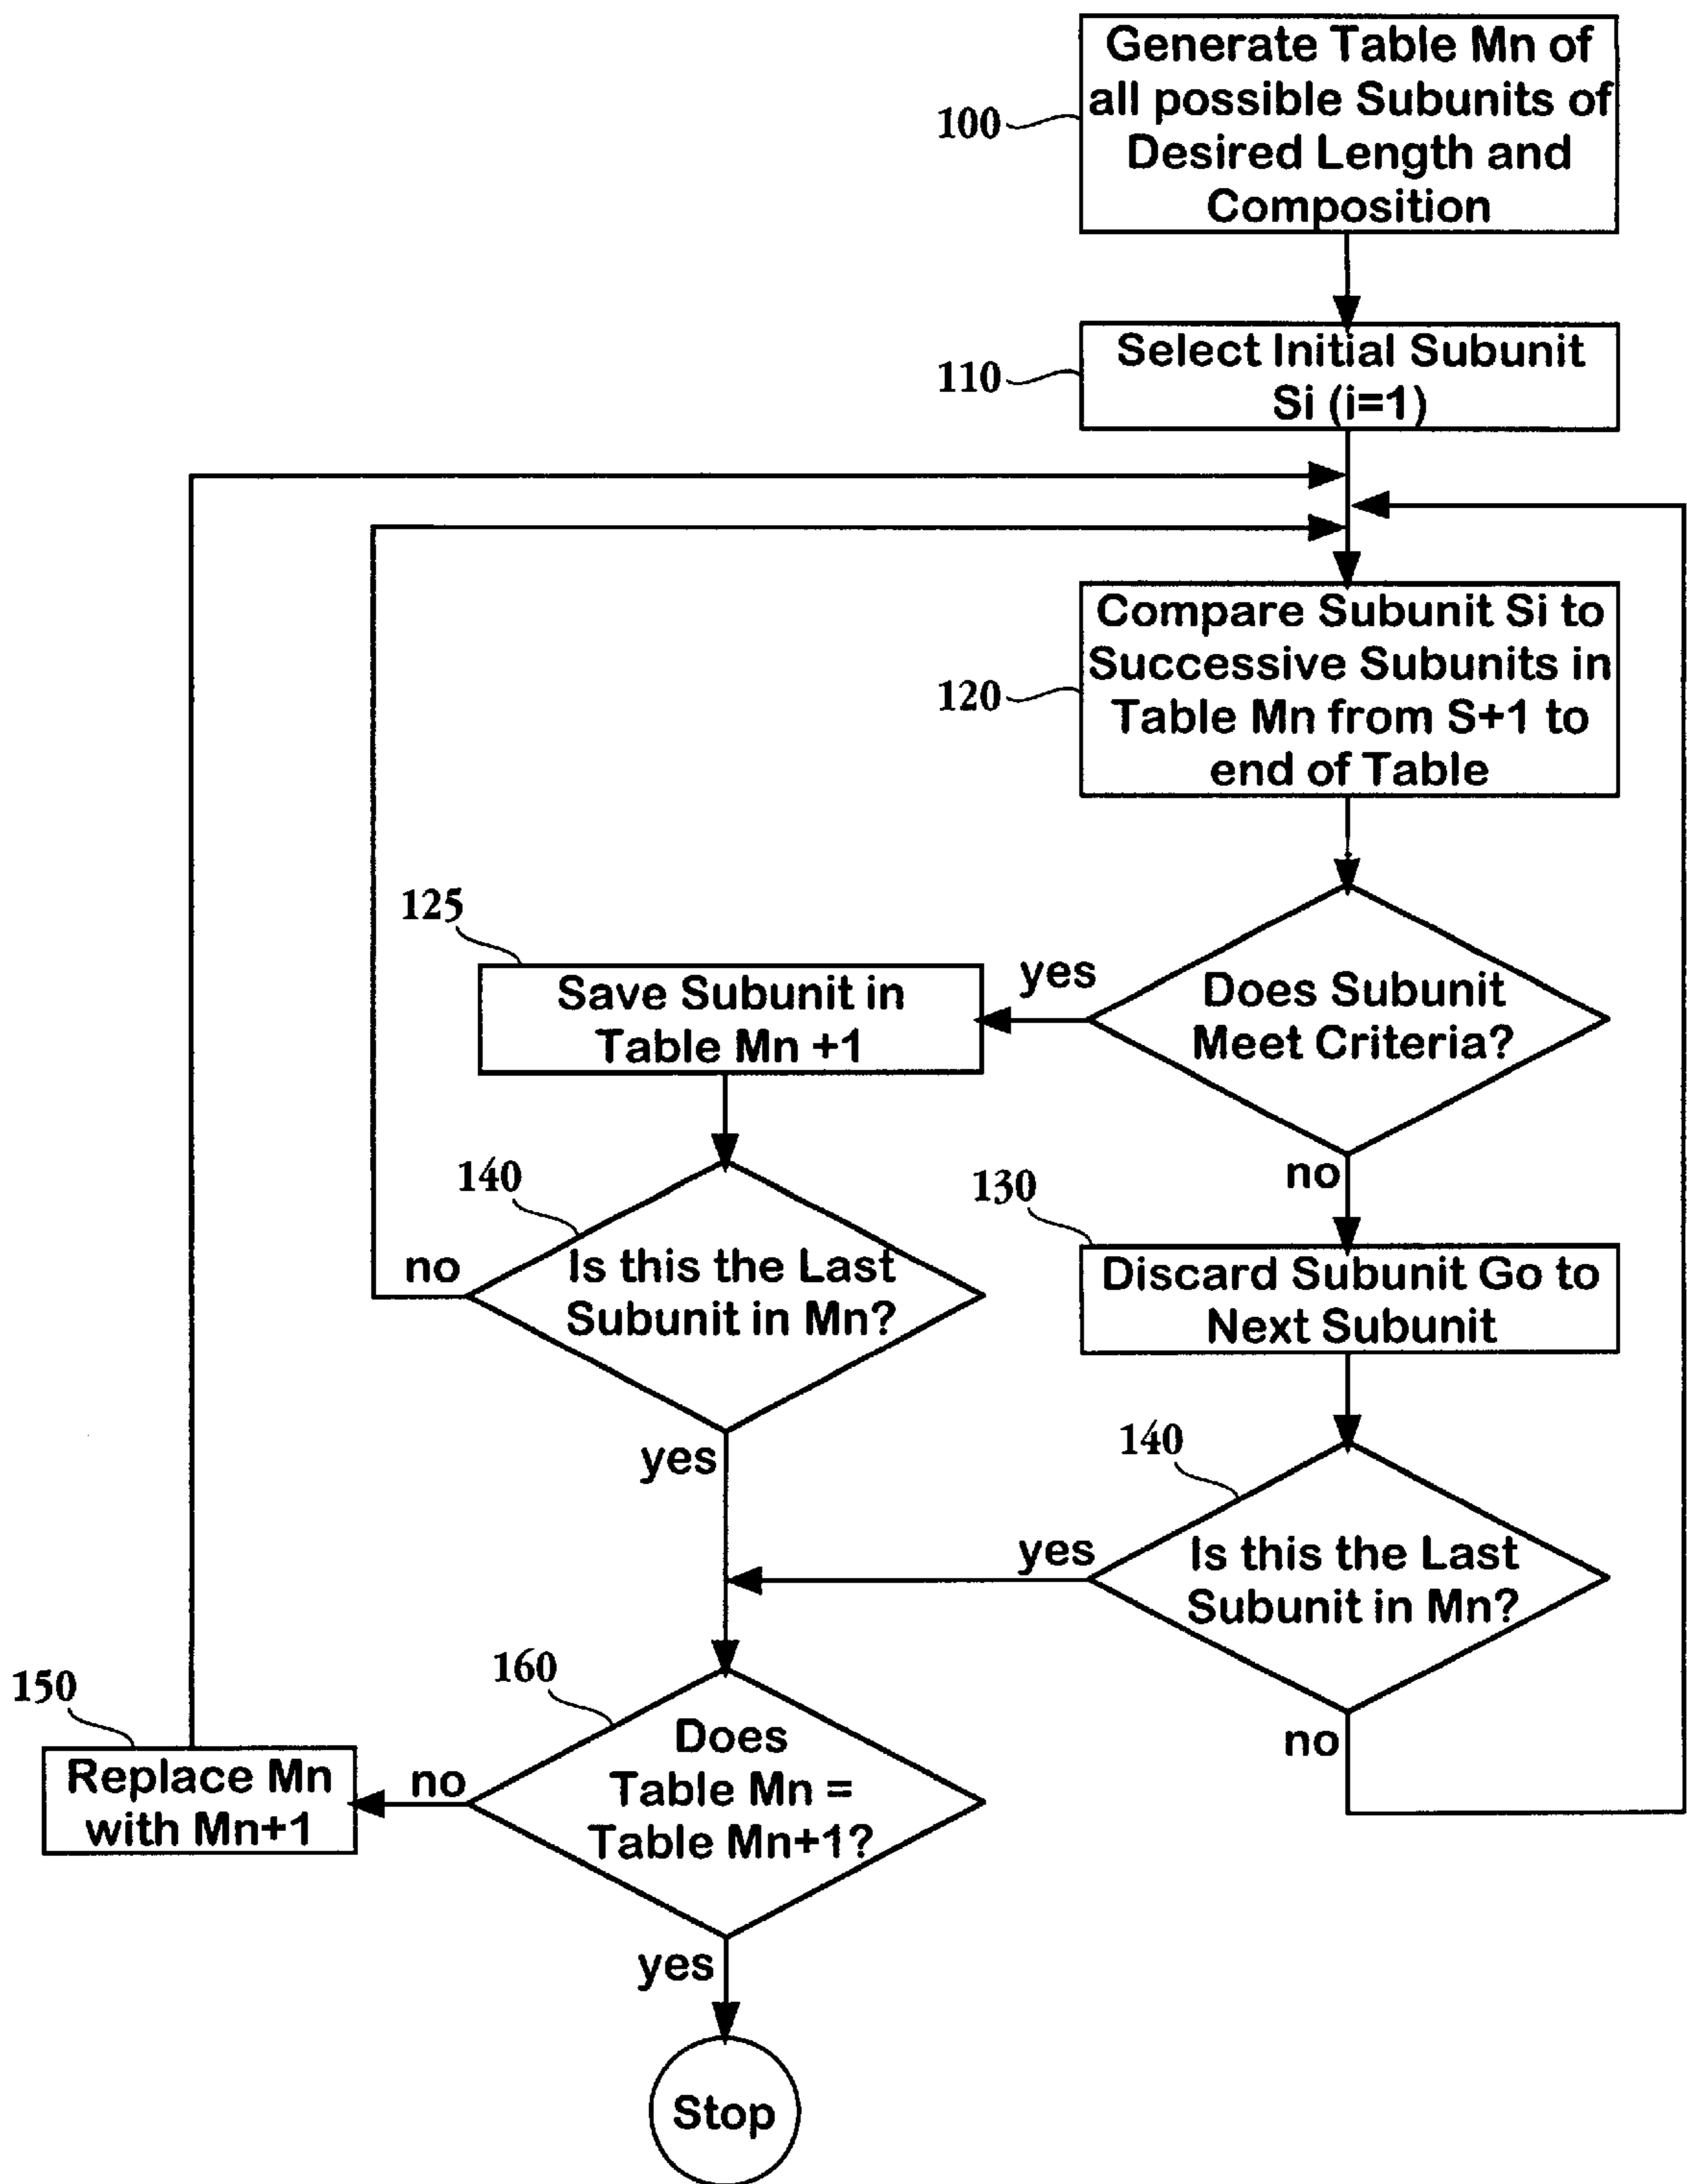 Generate Table Mn of
all possible Subunits of
Desired Length and
Composition
100
Select Initial Subunit
Si (i=1)
110
Compare Subunit Si to
Successive Subunits in
Table Mn from S+1 to
end of Table
120
Does Subunit
Meet Criteria?
yes
no
125
Save Subunit in
Table Mn +1
140
Is this the Last
Subunit in Mn?
no
yes
130
Discard Subunit Go to
Next Subunit
140
Is this the Last
Subunit in Mn?
yes
no
160
Does
Table Mn =
Table Mn+1?
no
yes
150
Replace Mn
with Mn+1
Stop